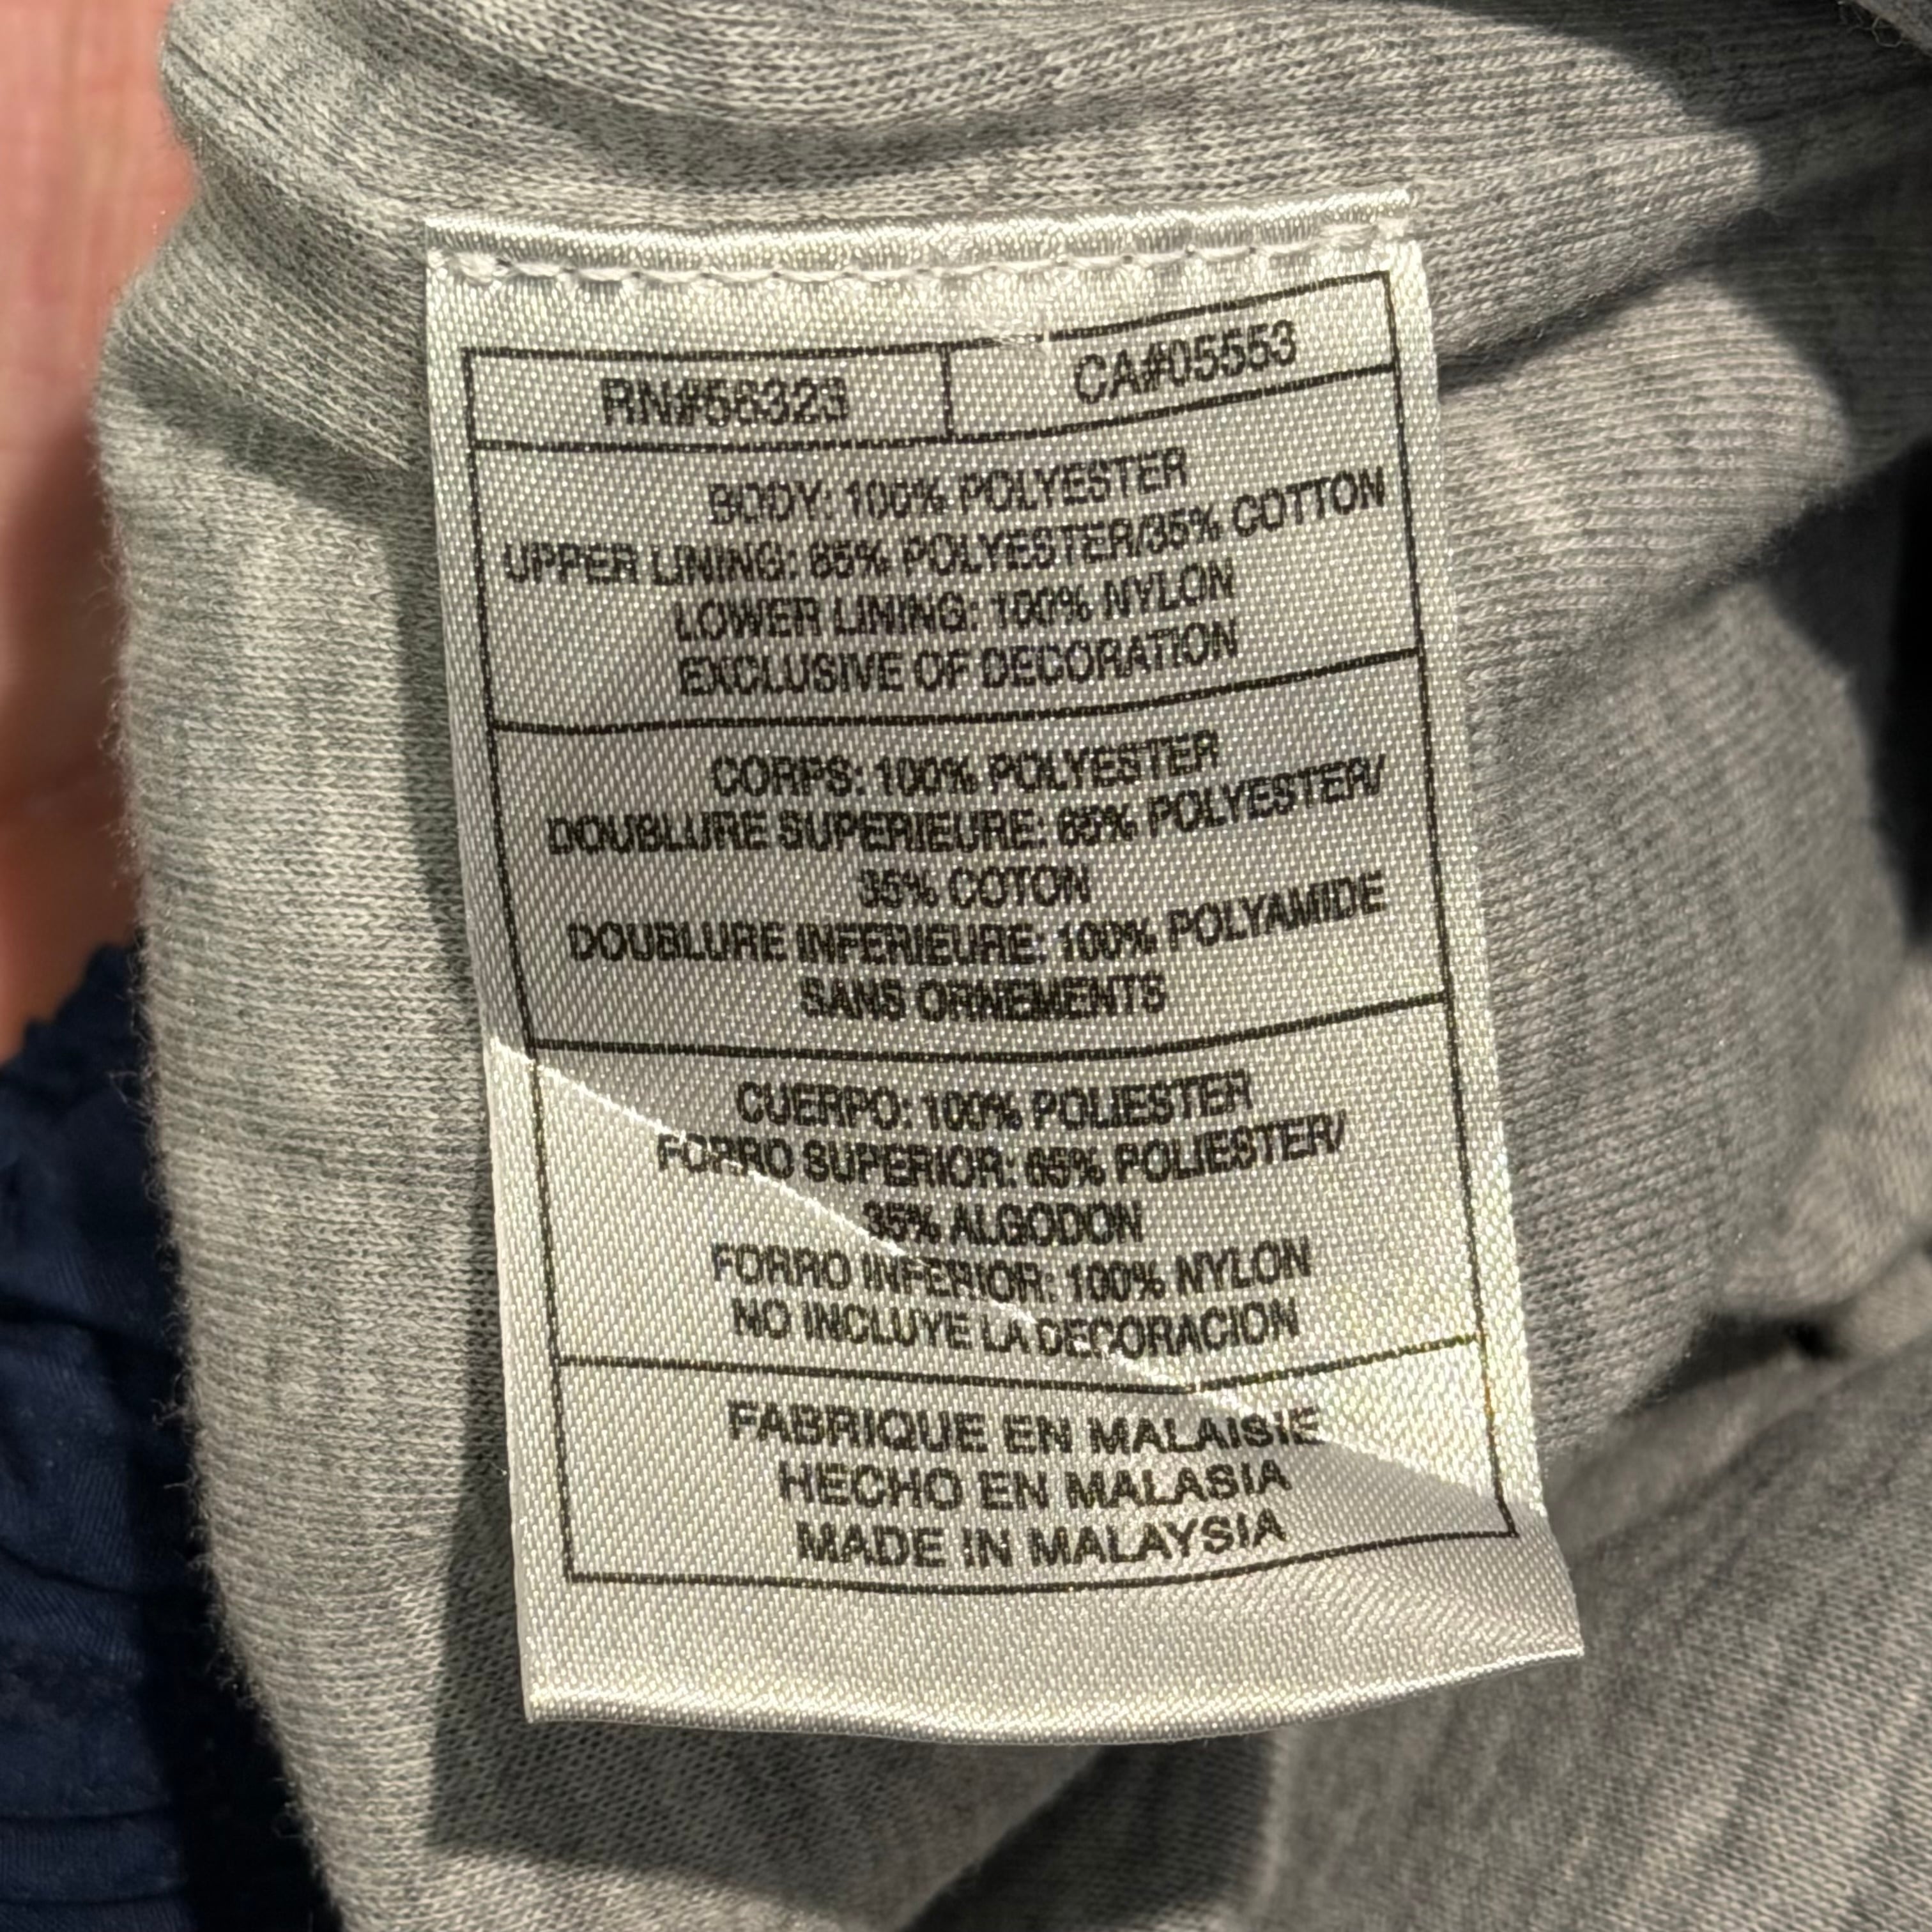 RN#56323 CA#05553
BODY: 100% POLYESTER
UPPER LINING: 65% POLYESTER/35% COTTON
LOWER LINING: 100% NYLON
EXCLUSIVE OF DECORATION
CORPS: 100% POLYESTER
DOUBLURE SUPERIEURE: 65% POLYESTER/
35% COTON
DOUBLURE INFERIEURE: 100% POLYAMIDE
SANS ORNEMENTS
CUERPO: 100% POLIESTER
FORRO SUPERIOR: 65% POLIESTER/
35% ALGODON
FORRO INFERIOR: 100% NYLON
NO INCLUYE LA DECORACION
FABRIQUE EN MALAISIE
HECHO EN MALASIA
MADE IN MALAYSIA